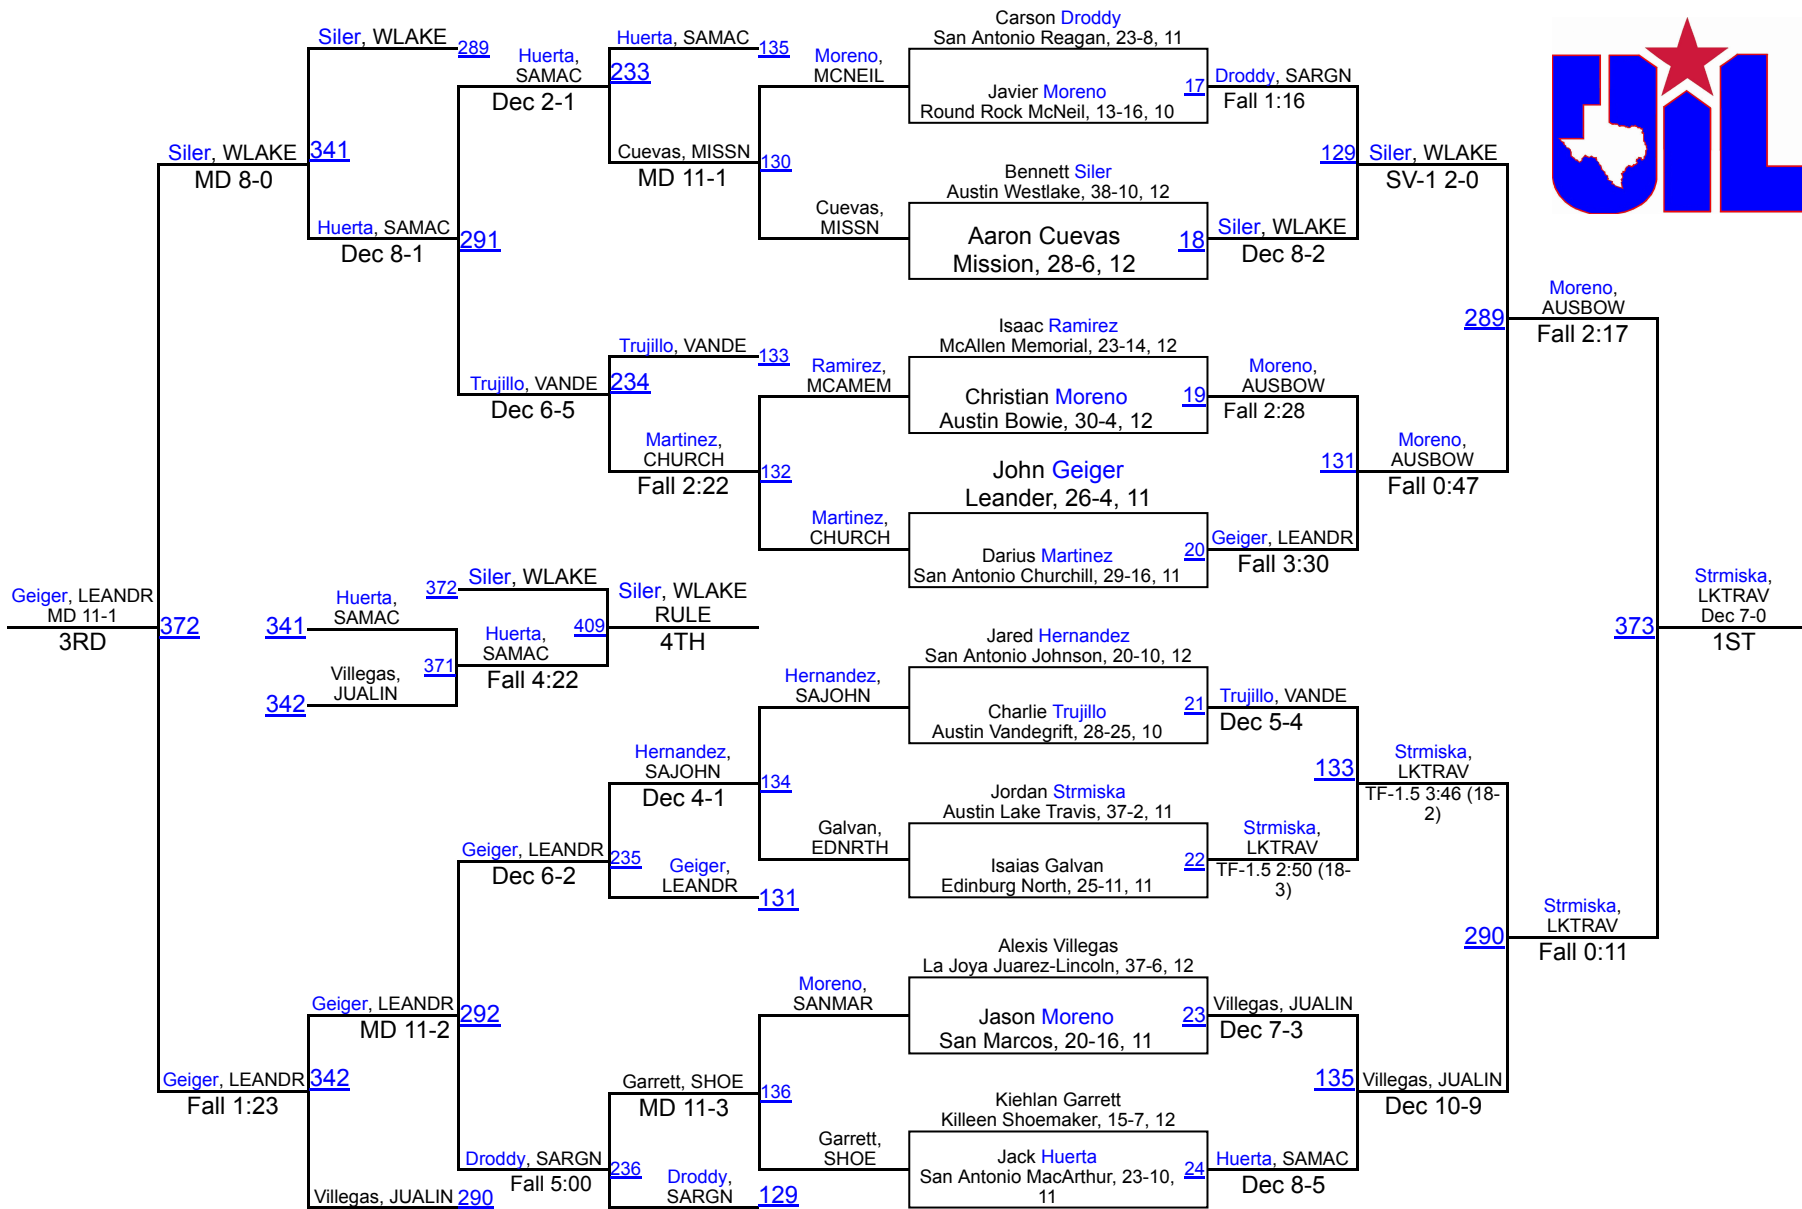 Siler, WLAKE
289
Huerta, SAMAC
Dec 2-1
233
Huerta, SAMAC
135
Moreno, MCNEIL
Carson Droddy
San Antonio Reagan, 23-8, 11
Javier Moreno
Round Rock McNeil, 13-16, 10
17
Droddy, SARGN
Fall 1:16
UIL
Siler, WLAKE
MD 8-0
341
Cuevas, MISSN
MD 11-1
130
Bennett Siler
Austin Westlake, 38-10, 12
129
Siler, WLAKE
SV-1 2-0
Huerta, SAMAC
Dec 8-1
291
Cuevas, MISSN
Aaron Cuevas
Mission, 28-6, 12
18
Siler, WLAKE
Dec 8-2
289
Moreno, AUSBOW
Fall 2:17
Trujillo, VANDE
Dec 6-5
234
Trujillo, VANDE
133
Ramirez, MCAMEM
Isaac Ramirez
McAllen Memorial, 23-14, 12
Christian Moreno
Austin Bowie, 30-4, 12
19
Moreno, AUSBOW
Fall 2:28
Martinez, CHURCH
Fall 2:22
132
John Geiger
Leander, 26-4, 11
131
Moreno, AUSBOW
Fall 0:47
Martinez, CHURCH
Darius Martinez
San Antonio Churchill, 29-16, 11
20
Geiger, LEANDR
Fall 3:30
Geiger, LEANDR
MD 11-1
3RD
372
341
Huerta, SAMAC
342
Villegas, JUALIN
371
Huerta, SAMAC
Fall 4:22
372
Siler, WLAKE
409
Siler, WLAKE
RULE
4TH
373
Strmiska, LKTRAV
Dec 7-0
1ST
Hernandez, SAJOHN
Jared Hernandez
San Antonio Johnson, 20-10, 12
Charlie Trujillo
Austin Vandegrift, 28-25, 10
21
Trujillo, VANDE
Dec 5-4
Hernandez, SAJOHN
Dec 4-1
134
Jordan Strmiska
Austin Lake Travis, 37-2, 11
133
Strmiska, LKTRAV
TF-1.5 3:46 (18-2)
Geiger, LEANDR
Dec 6-2
235
Geiger, LEANDR
131
Galvan, EDNRTH
Isaias Galvan
Edinburg North, 25-11, 11
22
Strmiska, LKTRAV
TF-1.5 2:50 (18-3)
290
Strmiska, LKTRAV
Fall 0:11
Geiger, LEANDR
MD 11-2
292
Moreno, SANMAR
Alexis Villegas
La Joya Juarez-Lincoln, 37-6, 12
Jason Moreno
San Marcos, 20-16, 11
23
Villegas, JUALIN
Dec 7-3
Geiger, LEANDR
Fall 1:23
342
Garrett, SHOE
MD 11-3
136
Kiehlan Garrett
Killeen Shoemaker, 15-7, 12
135
Villegas, JUALIN
Dec 10-9
Villegas, JUALIN
290
Droddy, SARGN
Fall 5:00
236
Droddy, SARGN
129
Garrett, SHOE
Jack Huerta
San Antonio MacArthur, 23-10, 11
24
Huerta, SAMAC
Dec 8-5